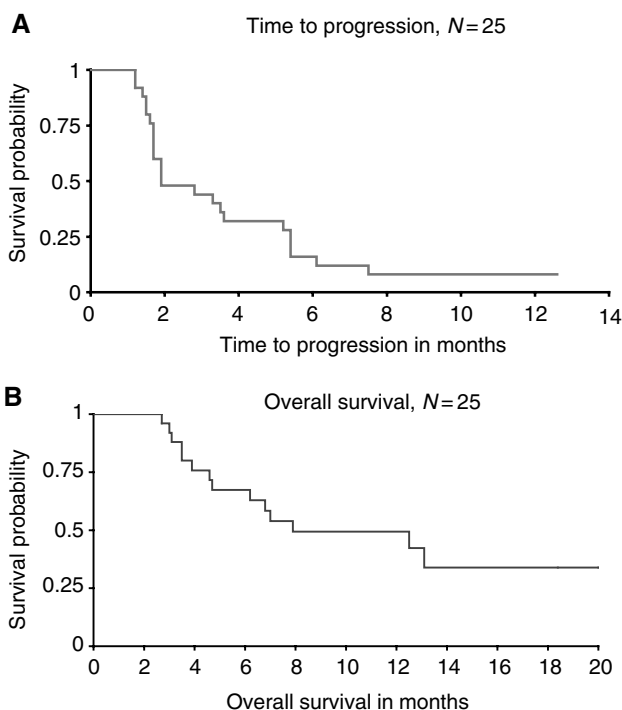 A
Time to progression, N=25
Survival probability
1
0.75
0.5
0.25
0
0 2 4 6 8 10 12 14
Time to progression in months
B
Overall survival, N=25
Survival probability
1
0.75
0.5
0.25
0
0 2 4 6 8 10 12 14 16 18 20
Overall survival in months